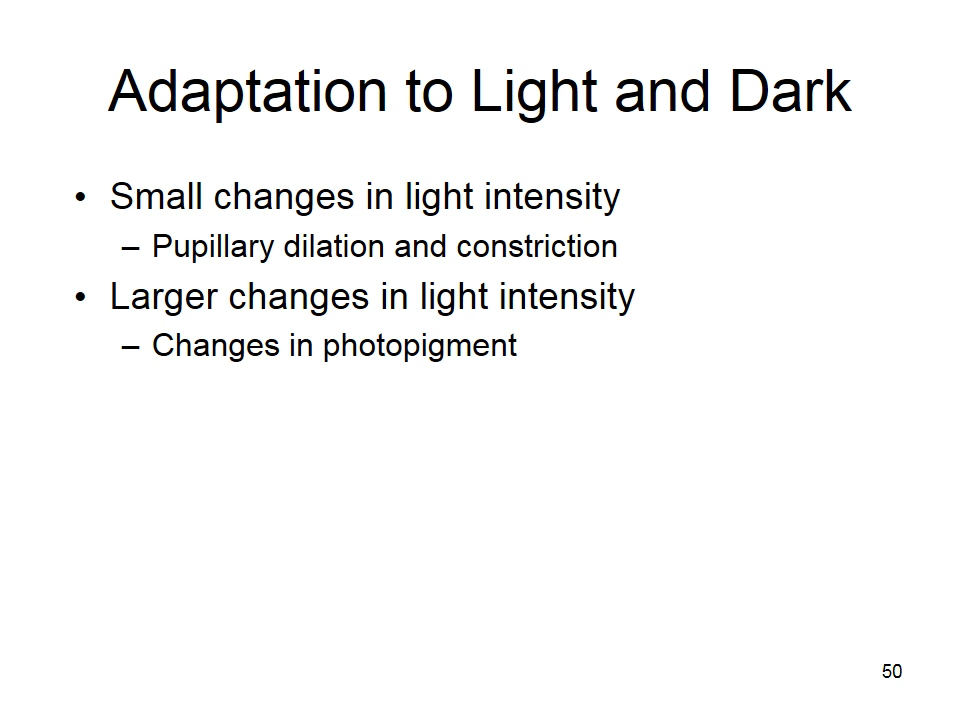 Adaptation to Light and Dark
• Small changes in light intensity
– Pupillary dilation and constriction
• Larger changes in light intensity
– Changes in photopigment
50